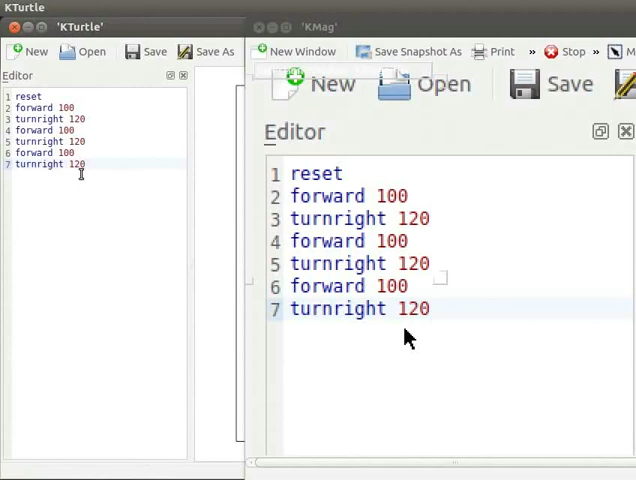 KTurtle
'KTurtle'
New Open Save Save As
Editor
1 reset
2 forward 100
3 turnright 120
4 forward 100
5 turnright 120
6 forward 100
7 turnright 120
'KMag'
New Window Save Snapshot As Print » Stop »
New Open Save
Editor
1 reset
2 forward 100
3 turnright 120
4 forward 100
5 turnright 120
6 forward 100
7 turnright 120